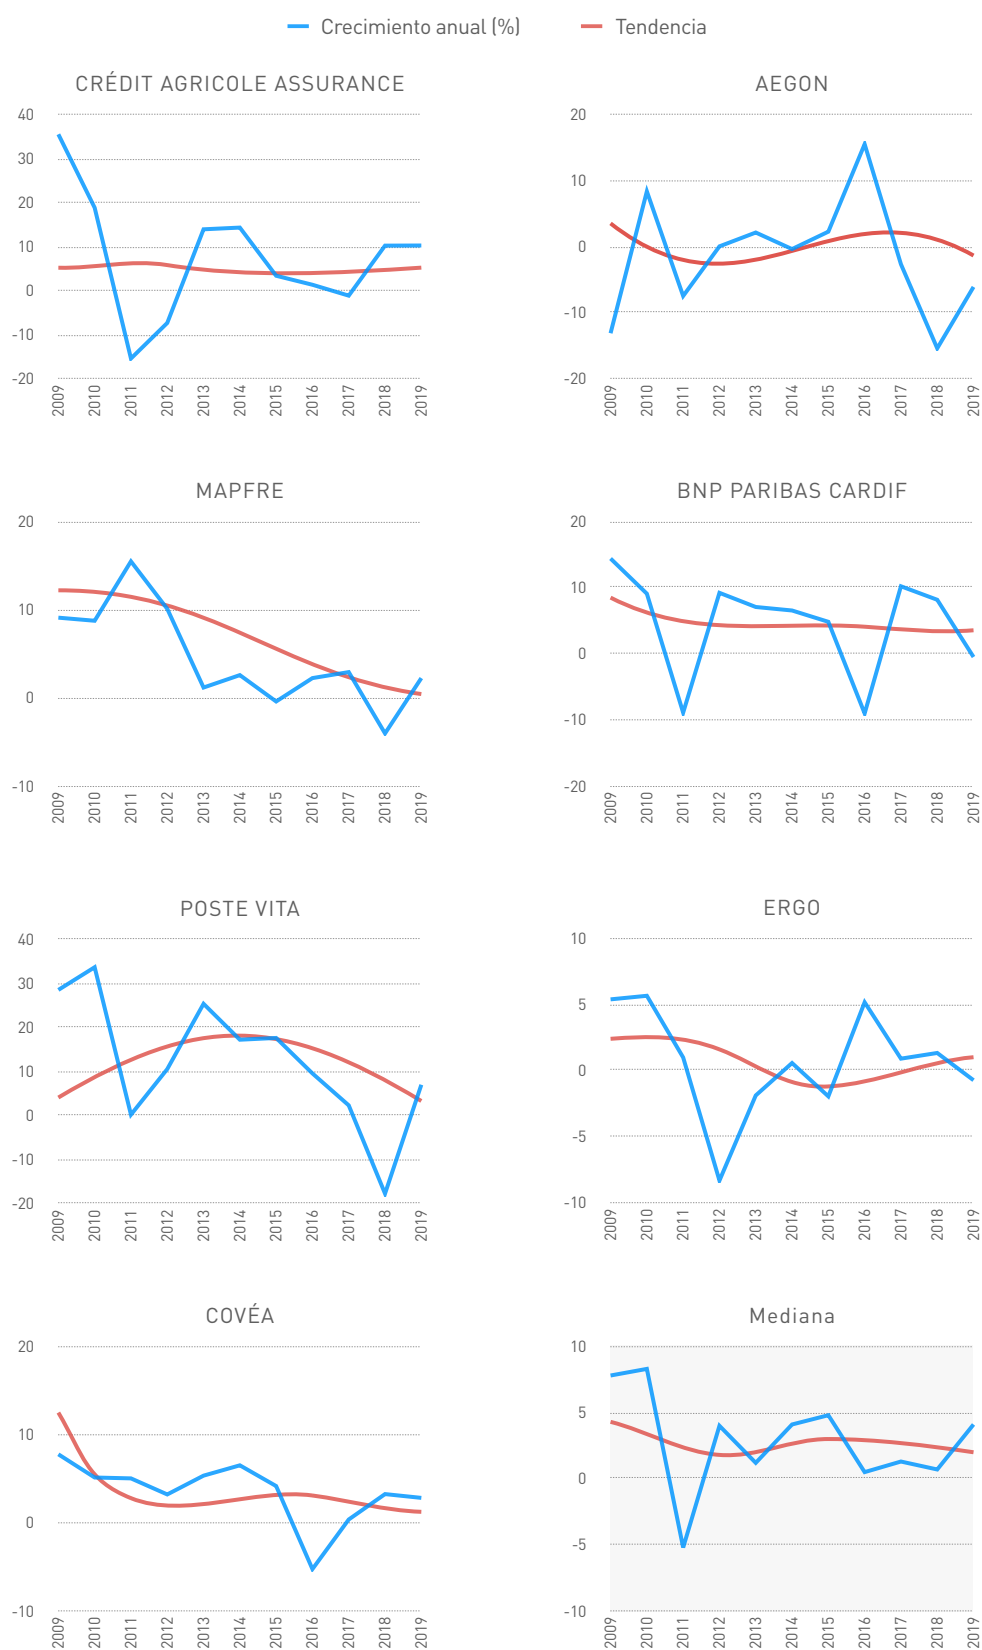 Crecimiento anual (%) Tendencia
CRÉDIT AGRICOLE ASSURANCE
40
30
20
10
0
-10
-20
2009 2010 2011 2012 2013 2014 2015 2016 2017 2018 2019
AEGON
20
10
0
-10
-20
2009 2010 2011 2012 2013 2014 2015 2016 2017 2018 2019
MAPFRE
20
10
0
-10
2009 2010 2011 2012 2013 2014 2015 2016 2017 2018 2019
BNP PARIBAS CARDIF
20
10
0
-10
-20
2009 2010 2011 2012 2013 2014 2015 2016 2017 2018 2019
POSTE VITA
40
30
20
10
0
-10
-20
2009 2010 2011 2012 2013 2014 2015 2016 2017 2018 2019
ERGO
10
5
0
-5
-10
2009 2010 2011 2012 2013 2014 2015 2016 2017 2018 2019
COVÉA
20
10
0
-10
2009 2010 2011 2012 2013 2014 2015 2016 2017 2018 2019
Mediana
10
5
0
-5
-10
2009 2010 2011 2012 2013 2014 2015 2016 2017 2018 2019